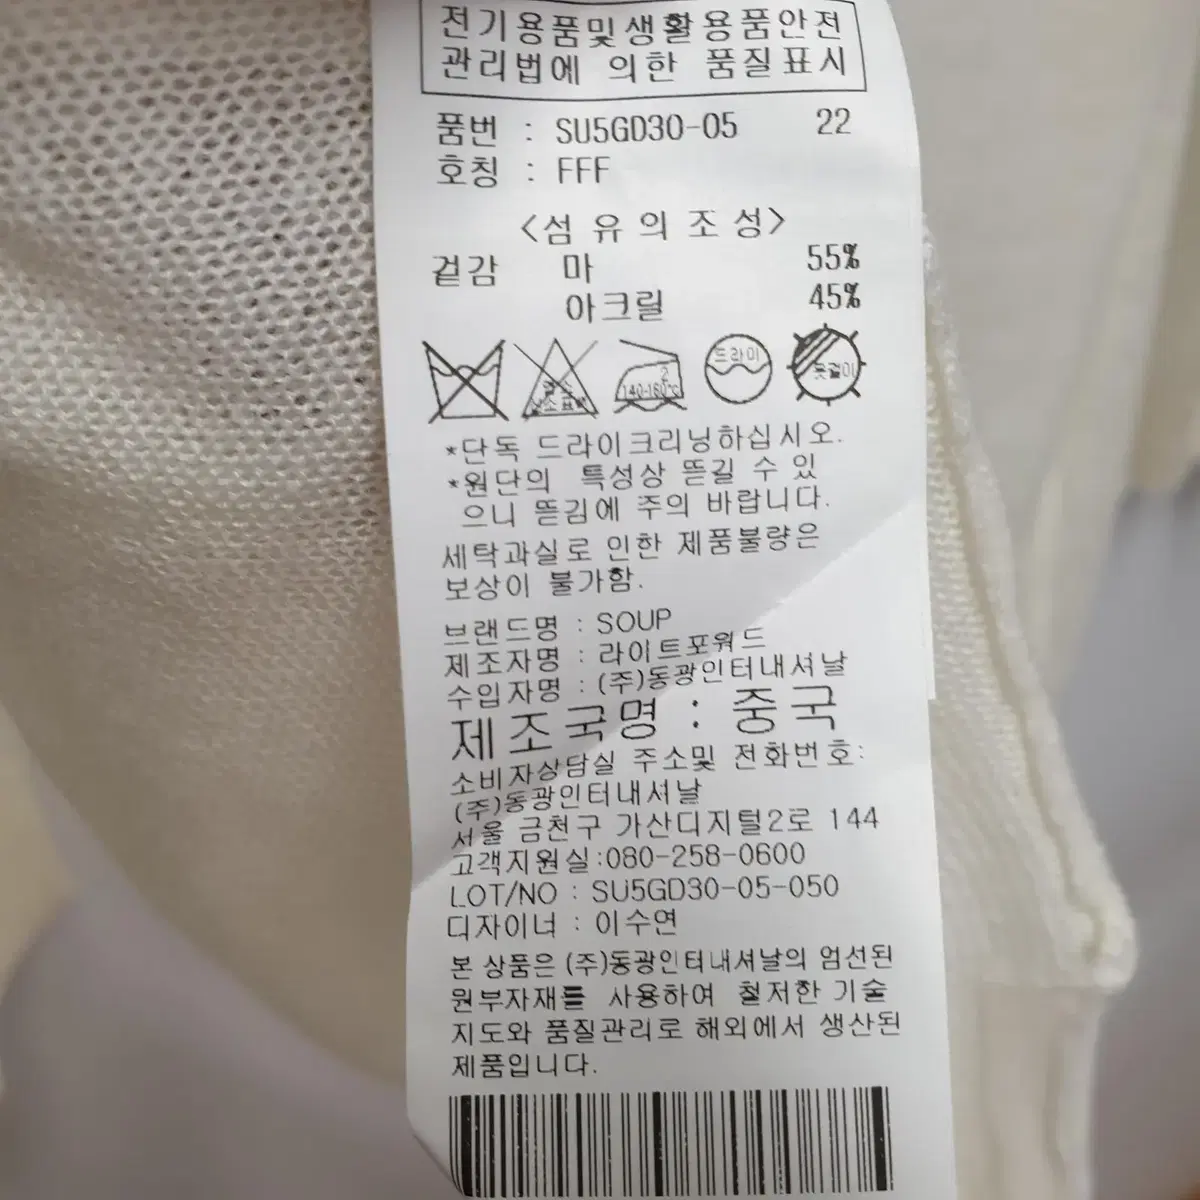 전기용품및생활용품안전
관리법에 의한 품질표시
품번 : SU5GD30-05 22
호칭 : FFF
<섬유의조성>
겉감 마 55%
아크릴 45%
염소
표백
2
140-160℃
드라이
옷걸이
*단독 드라이크리닝하십시오.
*원단의 특성상 뜯길 수 있
으니 뜯김에 주의 바랍니다.
세탁과실로 인한 제품불량은
보상이 불가함.
브랜드명 : SOUP
제조자명 : 라이트포워드
수입자명 : (주)동광인터내셔날
제조국명 : 중국
소비자상담실 주소및 전화번호:
(주)동광인터내셔날
서울 금천구 가산디지털2로 144
고객지원실:080-258-0600
LOT/NO : SU5GD30-05-050
디자이너 : 이수연
본 상품은 (주)동광인터내셔날의 엄선된
원부자재를 사용하여 철저한 기술
지도와 품질관리로 해외에서 생산된
제품입니다.